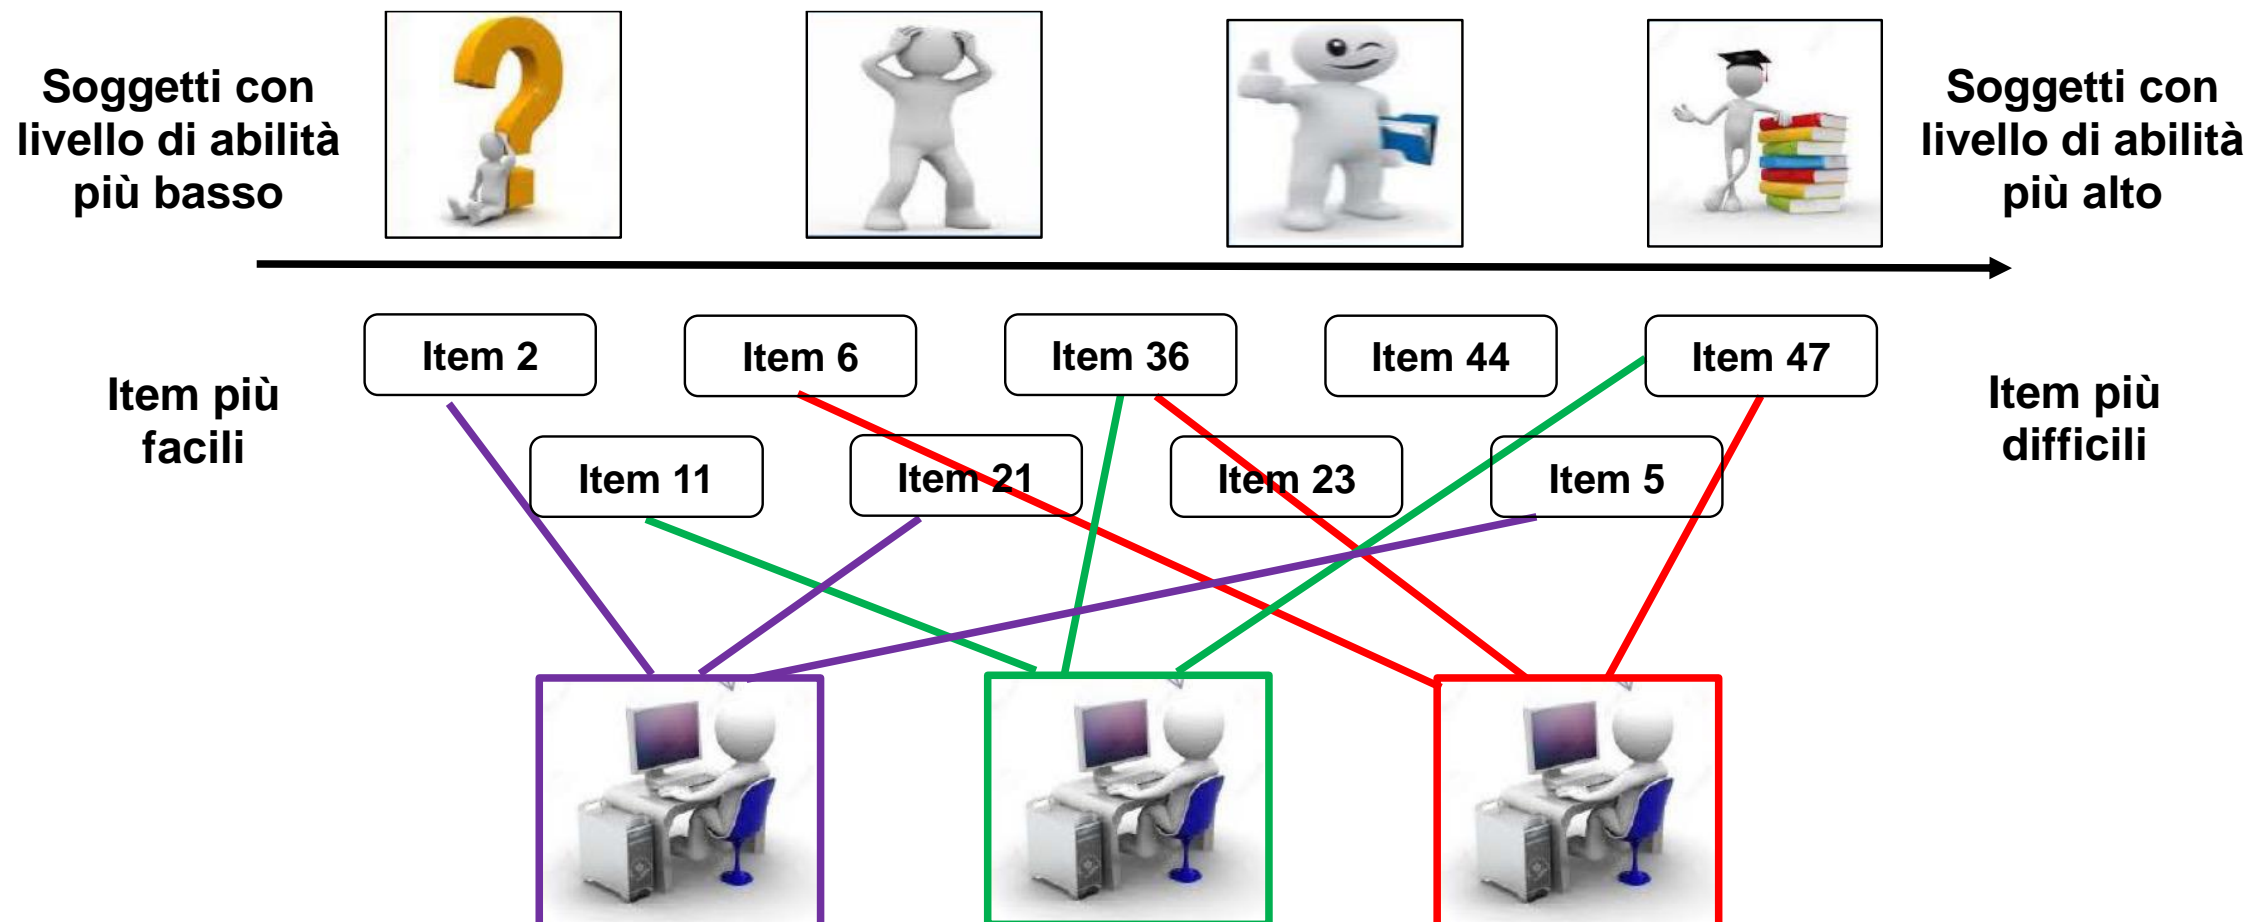 Soggetti con
livello di abilità
più basso
Soggetti con
livello di abilità
più alto
Item 2
Item 6
Item 36
Item 44
Item 47
Item più
facili
Item più
difficili
Item 11
Item 21
Item 23
Item 5